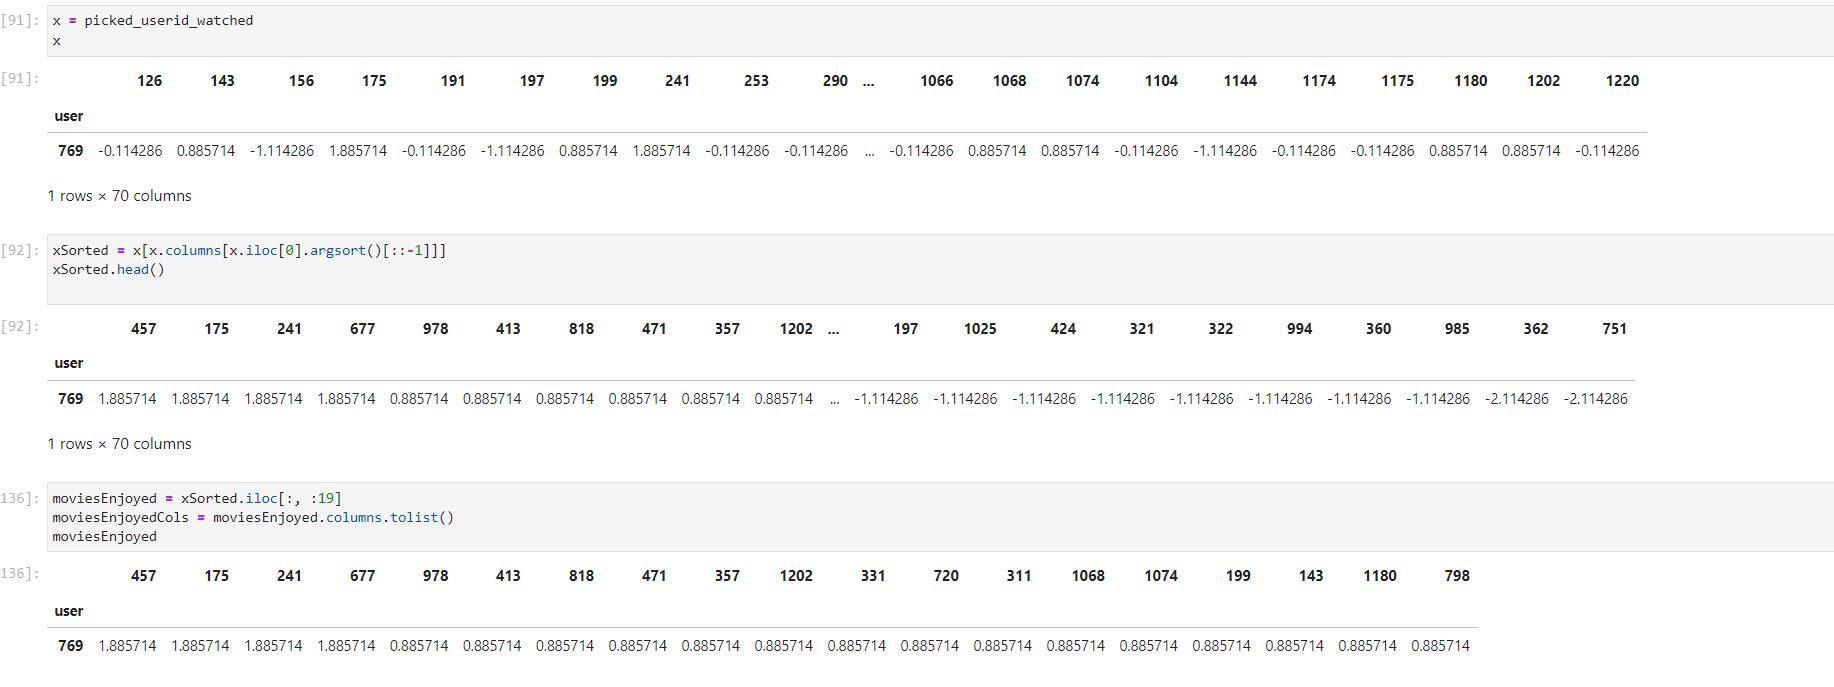 [91]: x = picked_userid_watched
x
[91]: 126 143 156 175 191 197 199 241 253 290 ... 1066 1068 1074 1104 1144 1174 1175 1180 1202 1220
user
769 -0.114286 0.885714 -1.114286 1.885714 -0.114286 -1.114286 0.885714 1.885714 -0.114286 -0.114286 ... -0.114286 0.885714 0.885714 -0.114286 -1.114286 -0.114286 -0.114286 0.885714 0.885714 -0.114286
1 rows × 70 columns
[92]: xSorted = x[x.columns[x.iloc[0].argsort()[::-1]]]
xSorted.head()
[92]: 457 175 241 677 978 413 818 471 357 1202 ... 197 1025 424 321 322 994 360 985 362 751
user
769 1.885714 1.885714 1.885714 1.885714 0.885714 0.885714 0.885714 0.885714 0.885714 0.885714 ... -1.114286 -1.114286 -1.114286 -1.114286 -1.114286 -1.114286 -1.114286 -1.114286 -2.114286 -2.114286
1 rows × 70 columns
136]: moviesEnjoyed = xSorted.iloc[:, :19]
moviesEnjoyedCols = moviesEnjoyed.columns.tolist()
moviesEnjoyed
136]: 457 175 241 677 978 413 818 471 357 1202 331 720 311 1068 1074 199 143 1180 798
user
769 1.885714 1.885714 1.885714 1.885714 0.885714 0.885714 0.885714 0.885714 0.885714 0.885714 0.885714 0.885714 0.885714 0.885714 0.885714 0.885714 0.885714 0.885714 0.885714